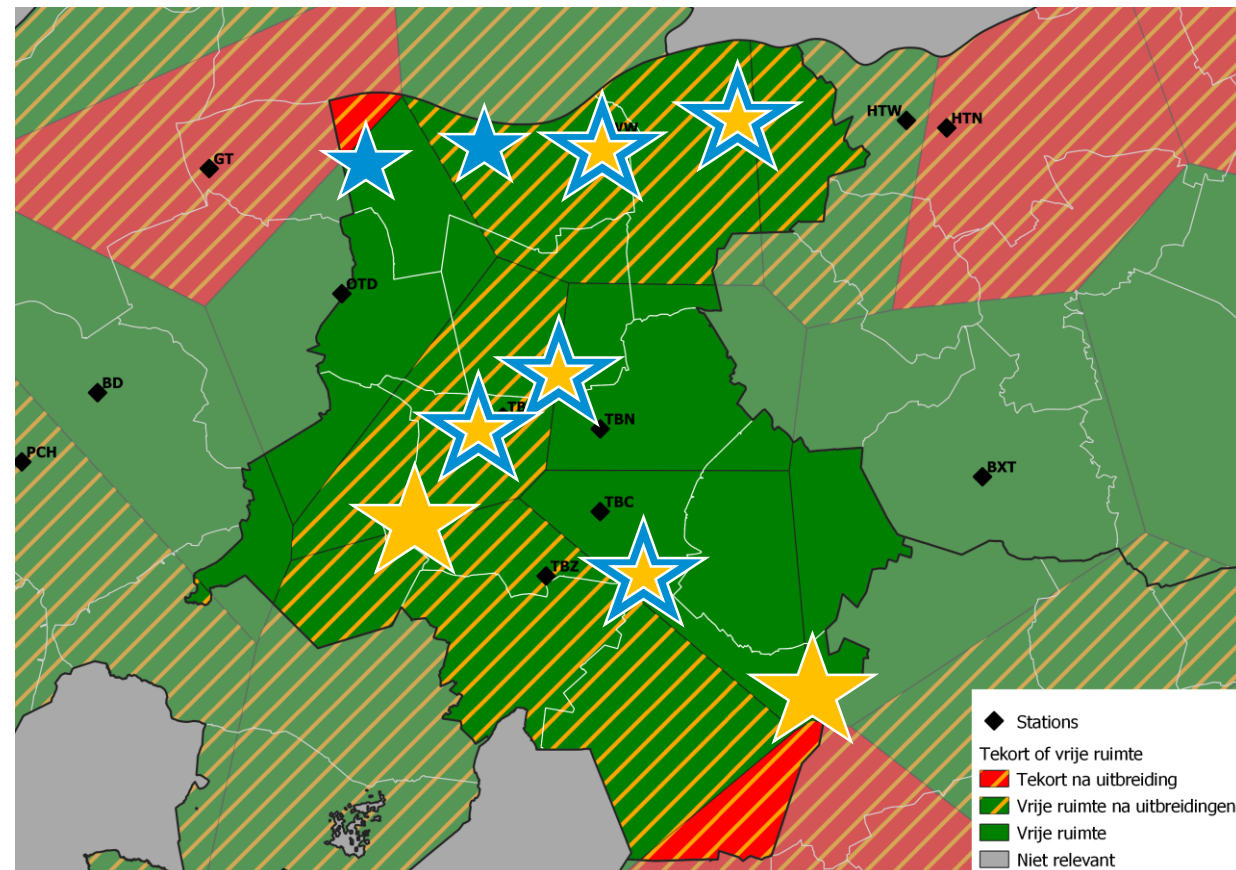 HTW
HTN
VW
GT
OTD
BD
TBN
PCH
BXT
TBC
TBZ
Stations
Tekort of vrije ruimte
Tekort na uitbreiding
Vrije ruimte na uitbreidingen
Vrije ruimte
Niet relevant